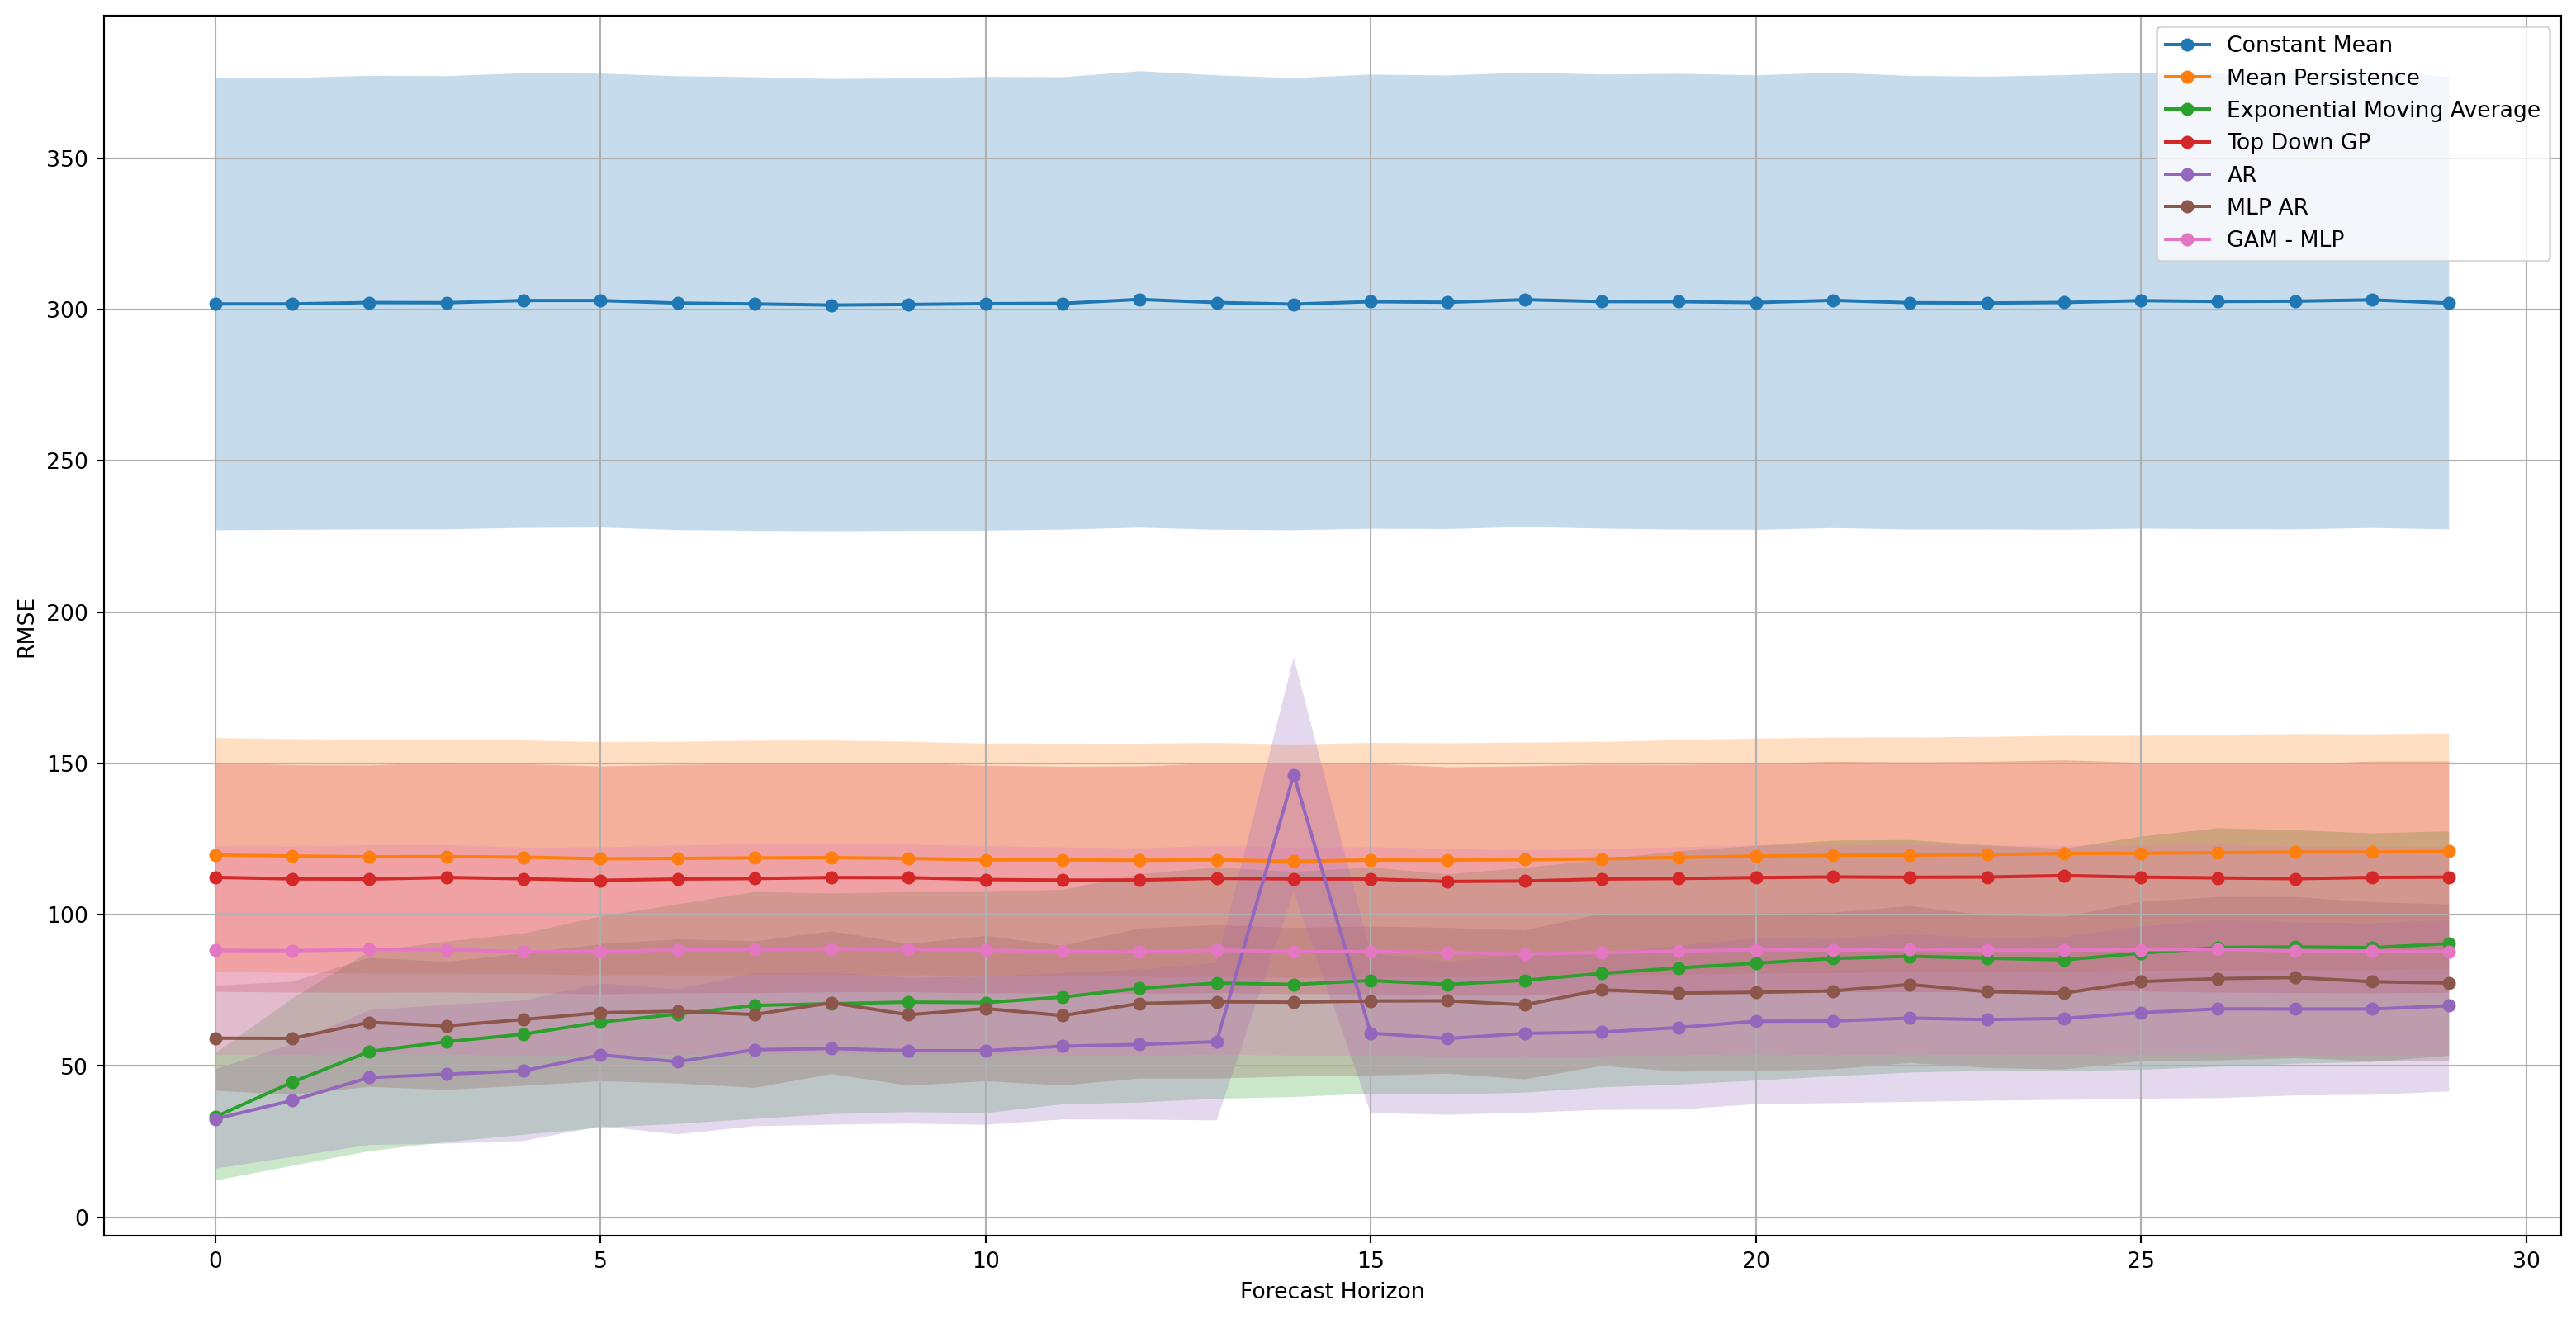 Constant Mean
Mean Persistence
Exponential Moving Average
Top Down GP
AR
MLP AR
GAM - MLP
RMSE
350
300
250
200
150
100
50
0
0 5 10 15 20 25 30
Forecast Horizon